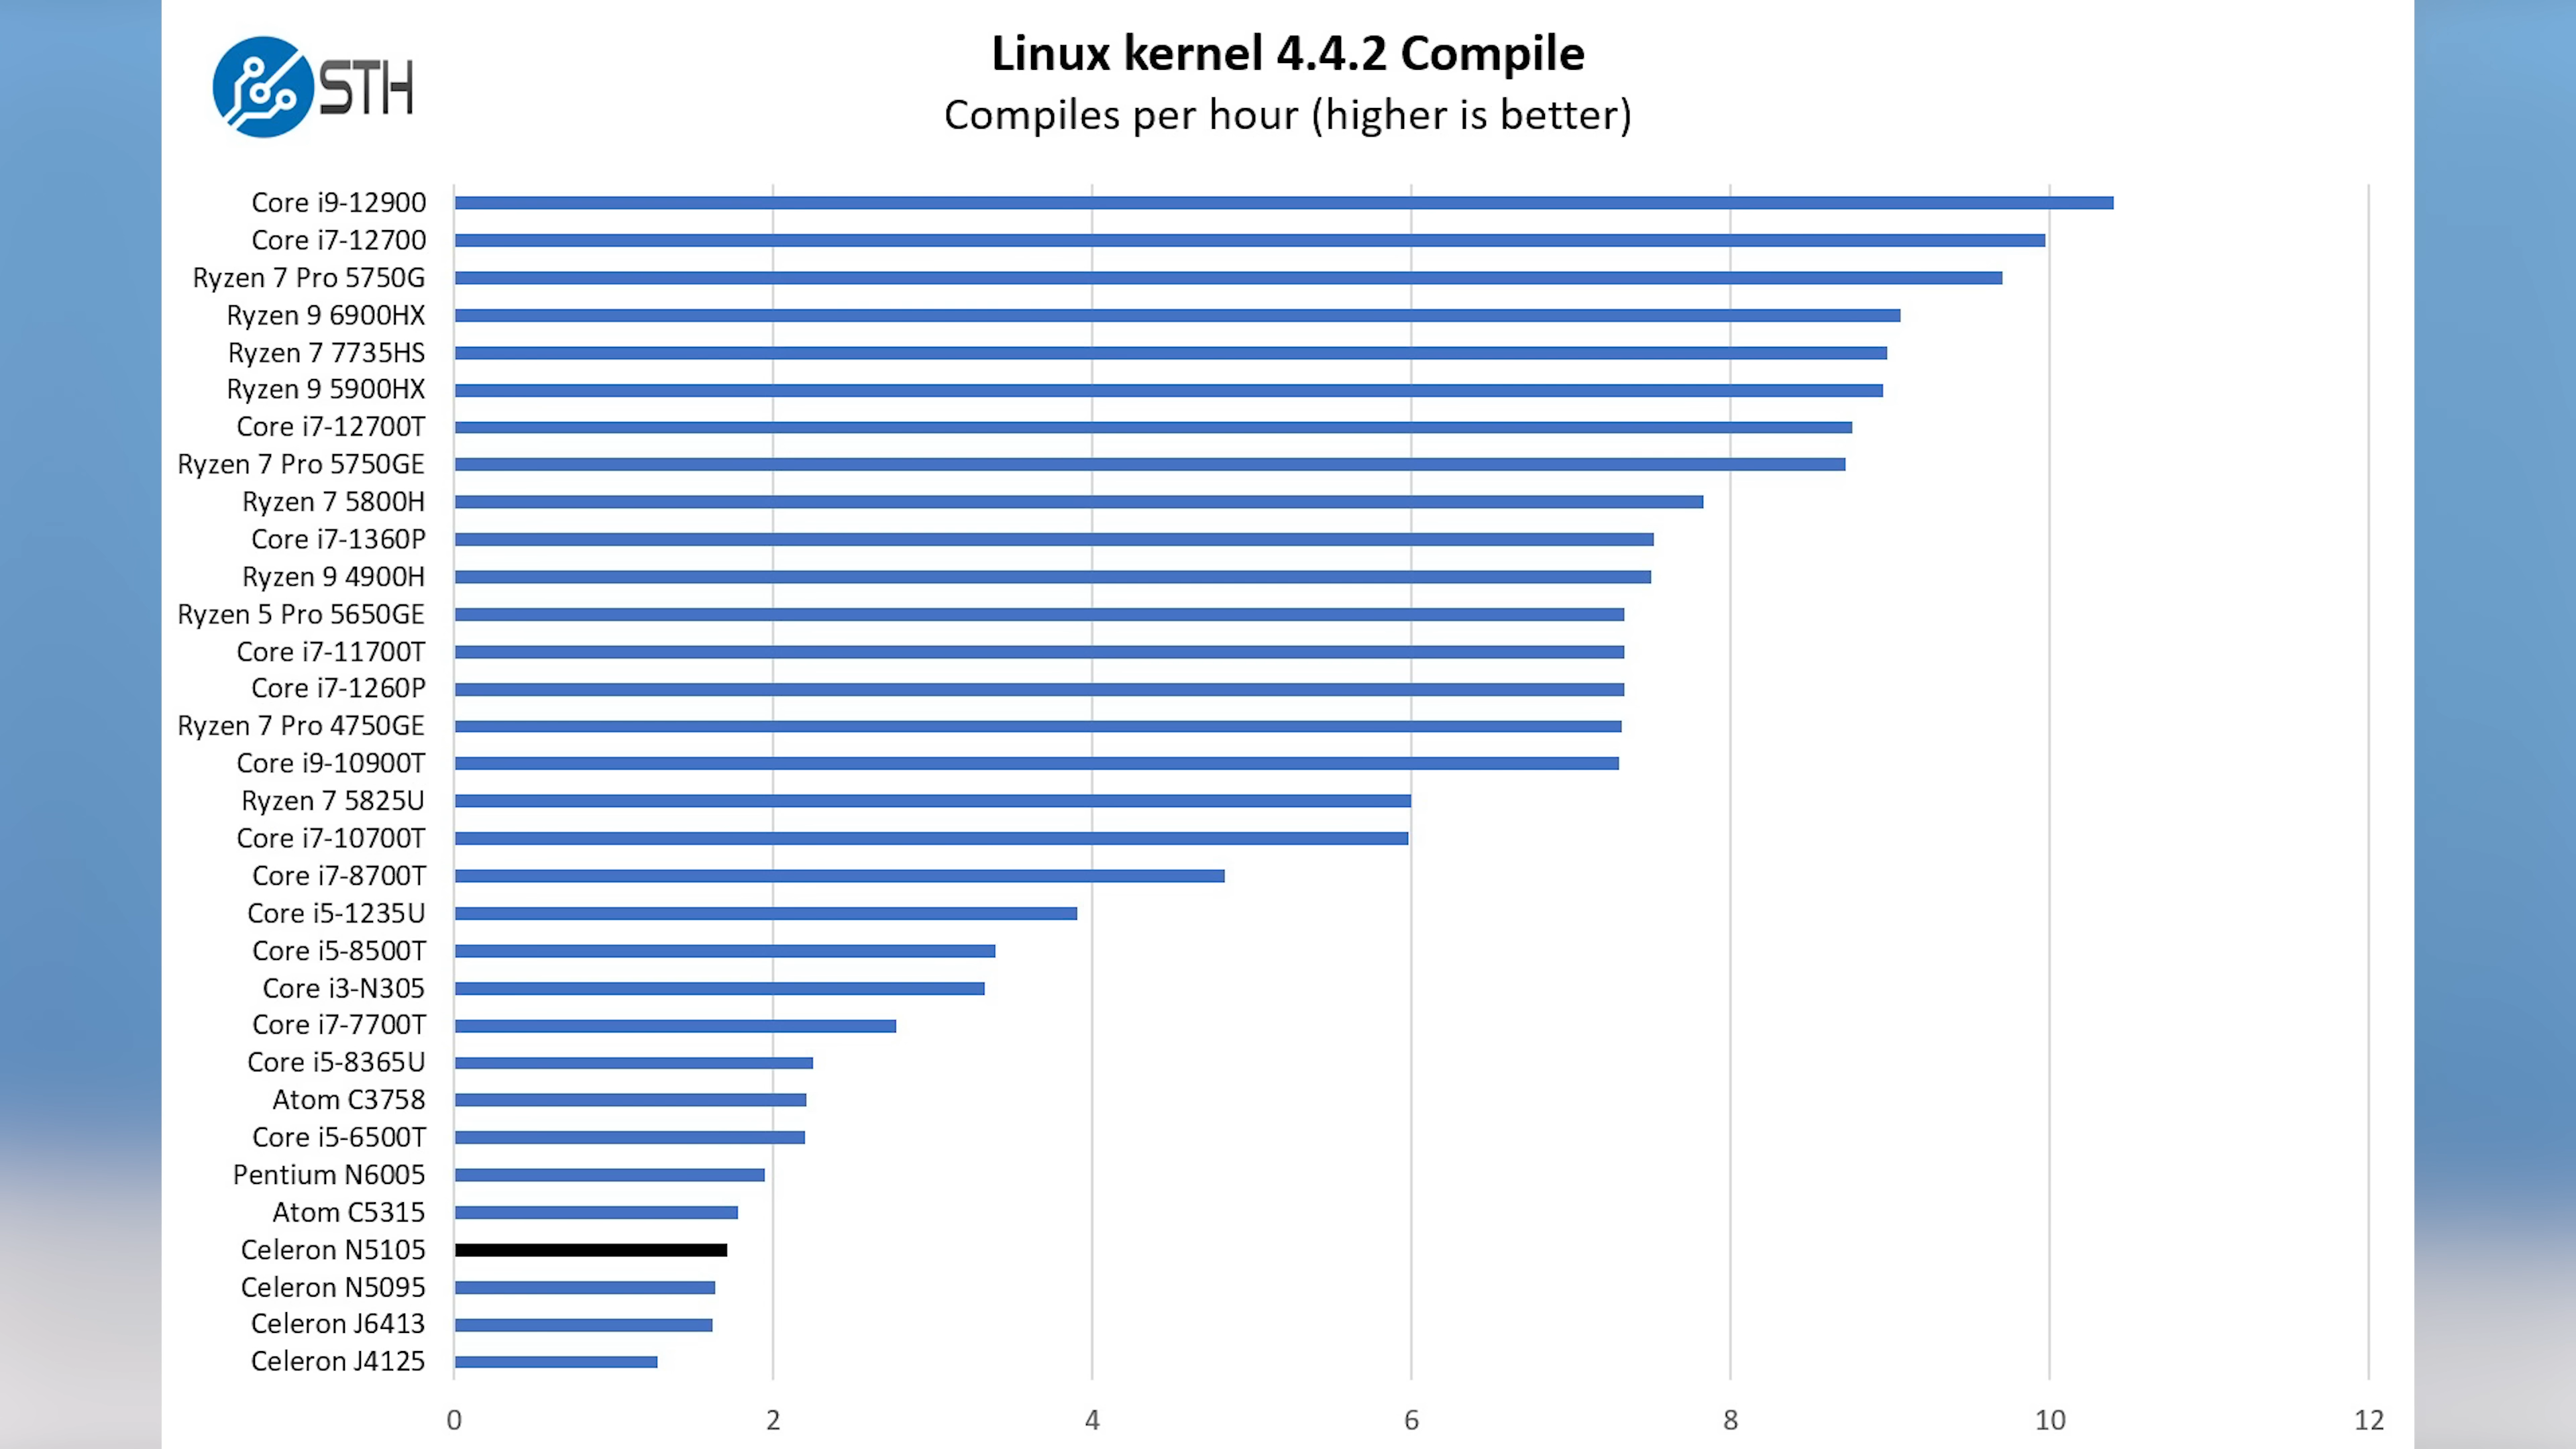 STH
Linux kernel 4.4.2 Compile
Compiles per hour (higher is better)
Core i9-12900
Core i7-12700
Ryzen 7 Pro 5750G
Ryzen 9 6900HX
Ryzen 7 7735HS
Ryzen 9 5900HX
Core i7-12700T
Ryzen 7 Pro 5750GE
Ryzen 7 5800H
Core i7-1360P
Ryzen 9 4900H
Ryzen 5 Pro 5650GE
Core i7-11700T
Core i7-1260P
Ryzen 7 Pro 4750GE
Core i9-10900T
Ryzen 7 5825U
Core i7-10700T
Core i7-8700T
Core i5-1235U
Core i5-8500T
Core i3-N305
Core i7-7700T
Core i5-8365U
Atom C3758
Core i5-6500T
Pentium N6005
Atom C5315
Celeron N5105
Celeron N5095
Celeron J6413
Celeron J4125
0 2 4 6 8 10 12